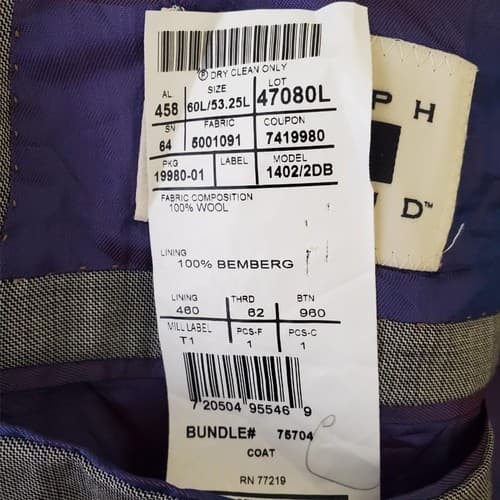 Ⓟ DRY CLEAN ONLY
AL SIZE LOT
458 60L/53.25L 47080L
SN FABRIC COUPON
64 5001091 7419980
PKG LABEL MODEL
19980-01 1402/2DB
FABRIC COMPOSITION
100% WOOL
LINING
100% BEMBERG
LINING THRD BTN
460 62 960
MILL LABEL PCS-F PCS-C
T1 1 1
7 20504 95546 9
BUNDLE# 75704
COAT
RN 77219
P H
D™